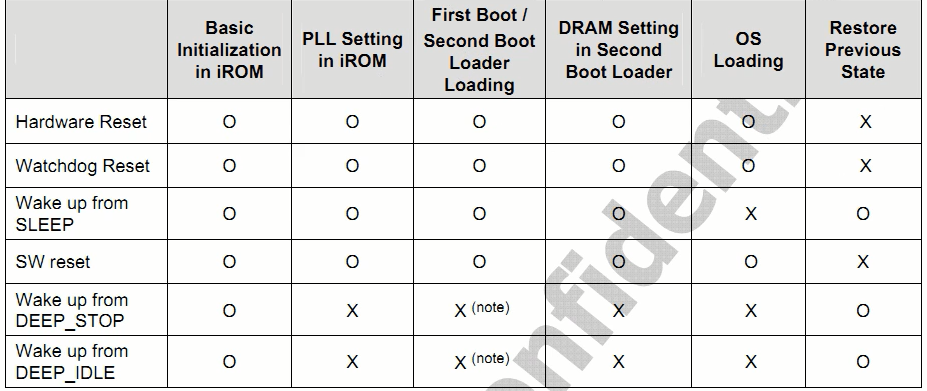 Basic Initialization in iROM
PLL Setting in iROM
First Boot / Second Boot Loader Loading
DRAM Setting in Second Boot Loader
OS Loading
Restore Previous State
Hardware Reset O O O O O X
Watchdog Reset O O O O O X
Wake up from SLEEP O O O O X O
SW reset O O O O O X
Wake up from DEEP_STOP O X X (note) X X O
Wake up from DEEP_IDLE O X X (note) X X O
onfident